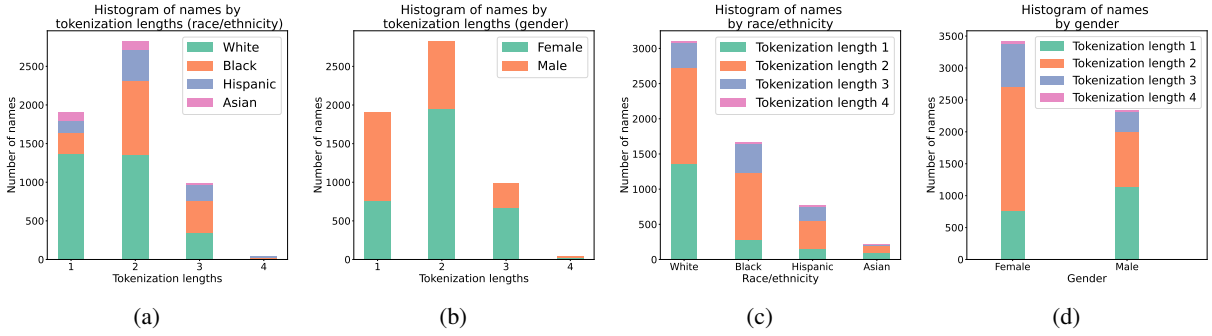 Histogram of names by
tokenization lengths (race/ethnicity)
Number of names
2500
2000
1500
1000
500
0
White
Black
Hispanic
Asian
1 2 3 4
Tokenization lengths
(a)
Histogram of names by
tokenization lengths (gender)
Number of names
2500
2000
1500
1000
500
0
Female
Male
1 2 3 4
Tokenization lengths
(b)
Histogram of names
by race/ethnicity
Number of names
3000
2500
2000
1500
1000
500
0
Tokenization length 1
Tokenization length 2
Tokenization length 3
Tokenization length 4
White Black Hispanic Asian
Race/ethnicity
(c)
Histogram of names
by gender
Number of names
3500
3000
2500
2000
1500
1000
500
0
Tokenization length 1
Tokenization length 2
Tokenization length 3
Tokenization length 4
Female Male
Gender
(d)